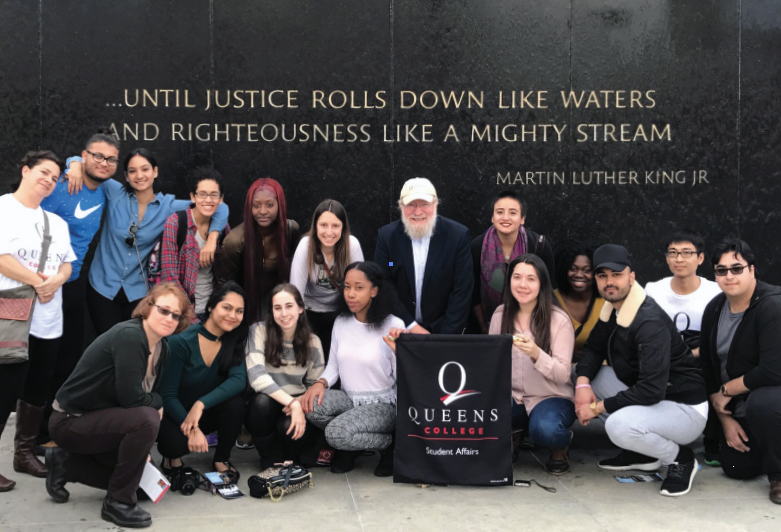 ...UNTIL JUSTICE ROLLS DOWN LIKE WATERS
AND RIGHTEOUSNESS LIKE A MIGHTY STREAM
MARTIN LUTHER KING JR
QUEENS
Q
QUEENS
COLLEGE
Student Affairs